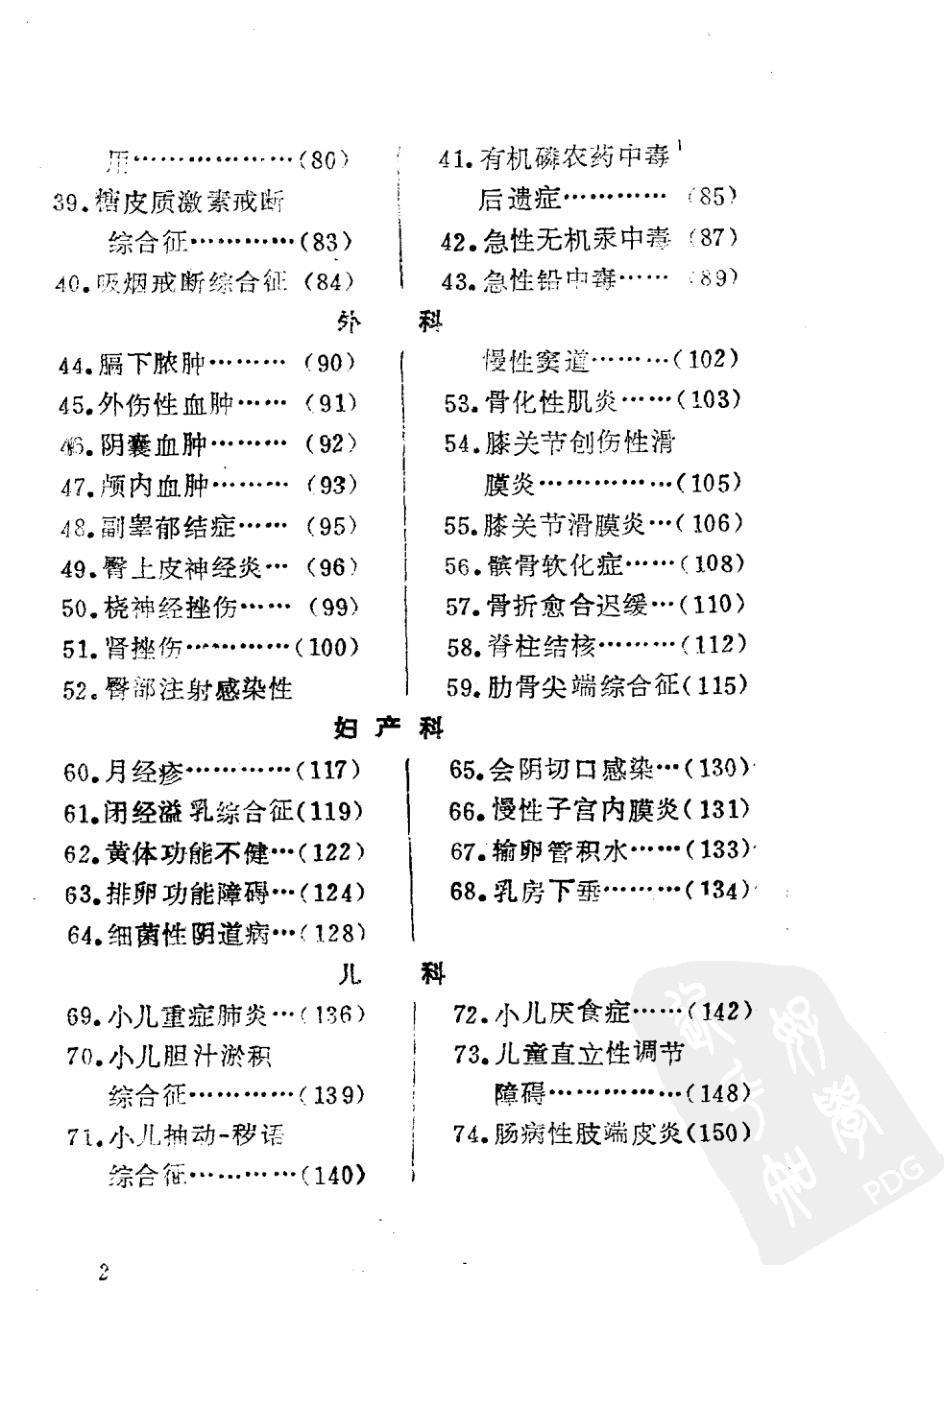 用…………………(80)
39.糖皮质激素戒断
综合征…………(83)
40.吸烟戒断综合征 (84)
41.有机磷农药中毒
后遗症………… (85)
42.急性无机汞中毒 (87)
43.急性铅中毒…… (89)
外 科
44.膈下脓肿……… (90)
45.外伤性血肿…… (91)
46.阴囊血肿……… (92)
47.颅内血肿……… (93)
48.副睾郁结症…… (95)
49.臀上皮神经炎… (96)
50.桡神经挫伤…… (99)
51.肾挫伤…………(100)
52.臀部注射感染性
慢性窦道………(102)
53.骨化性肌炎……(103)
54.膝关节创伤性滑
膜炎……………(105)
55.膝关节滑膜炎…(106)
56.髌骨软化症……(108)
57.骨折愈合迟缓…(110)
58.脊柱结核………(112)
59.肋骨尖端综合征(115)
妇产科
60.月经疹…………(117)
61.闭经溢乳综合征(119)
62.黄体功能不健…(122)
63.排卵功能障碍…(124)
64.细菌性阴道病…(128)
65.会阴切口感染…(130)
66.慢性子宫内膜炎(131)
67.输卵管积水……(133)
68.乳房下垂………(134)
儿 科
69.小儿重症肺炎…(136)
70.小儿胆汁淤积
综合征…………(139)
71.小儿抽动-秽语
综合征…………(140)
72.小儿厌食症……(142)
73.儿童直立性调节
障碍……………(148)
74.肠病性肢端皮炎(150)
PDG
2